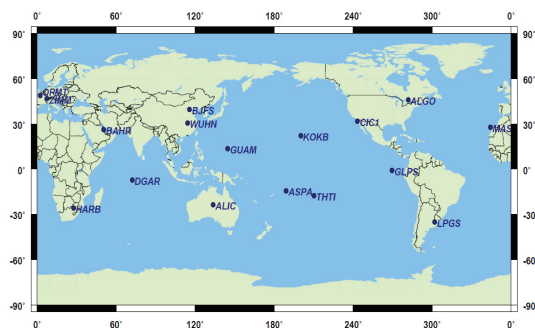 0° 60° 120° 180° 240° 300° 0°
90° 90°
60° 60°
ALGO
ZIMM
BJFS
30° WUHN CIC1 MAS 30°
BAHR
KOKB
GUAM
0° GLPS 0°
DGAR
ASPA
THTI
-30° HARB ALIC -30°
LPGS
-60° -60°
-90° -90°
0° 60° 120° 180° 240° 300° 0°